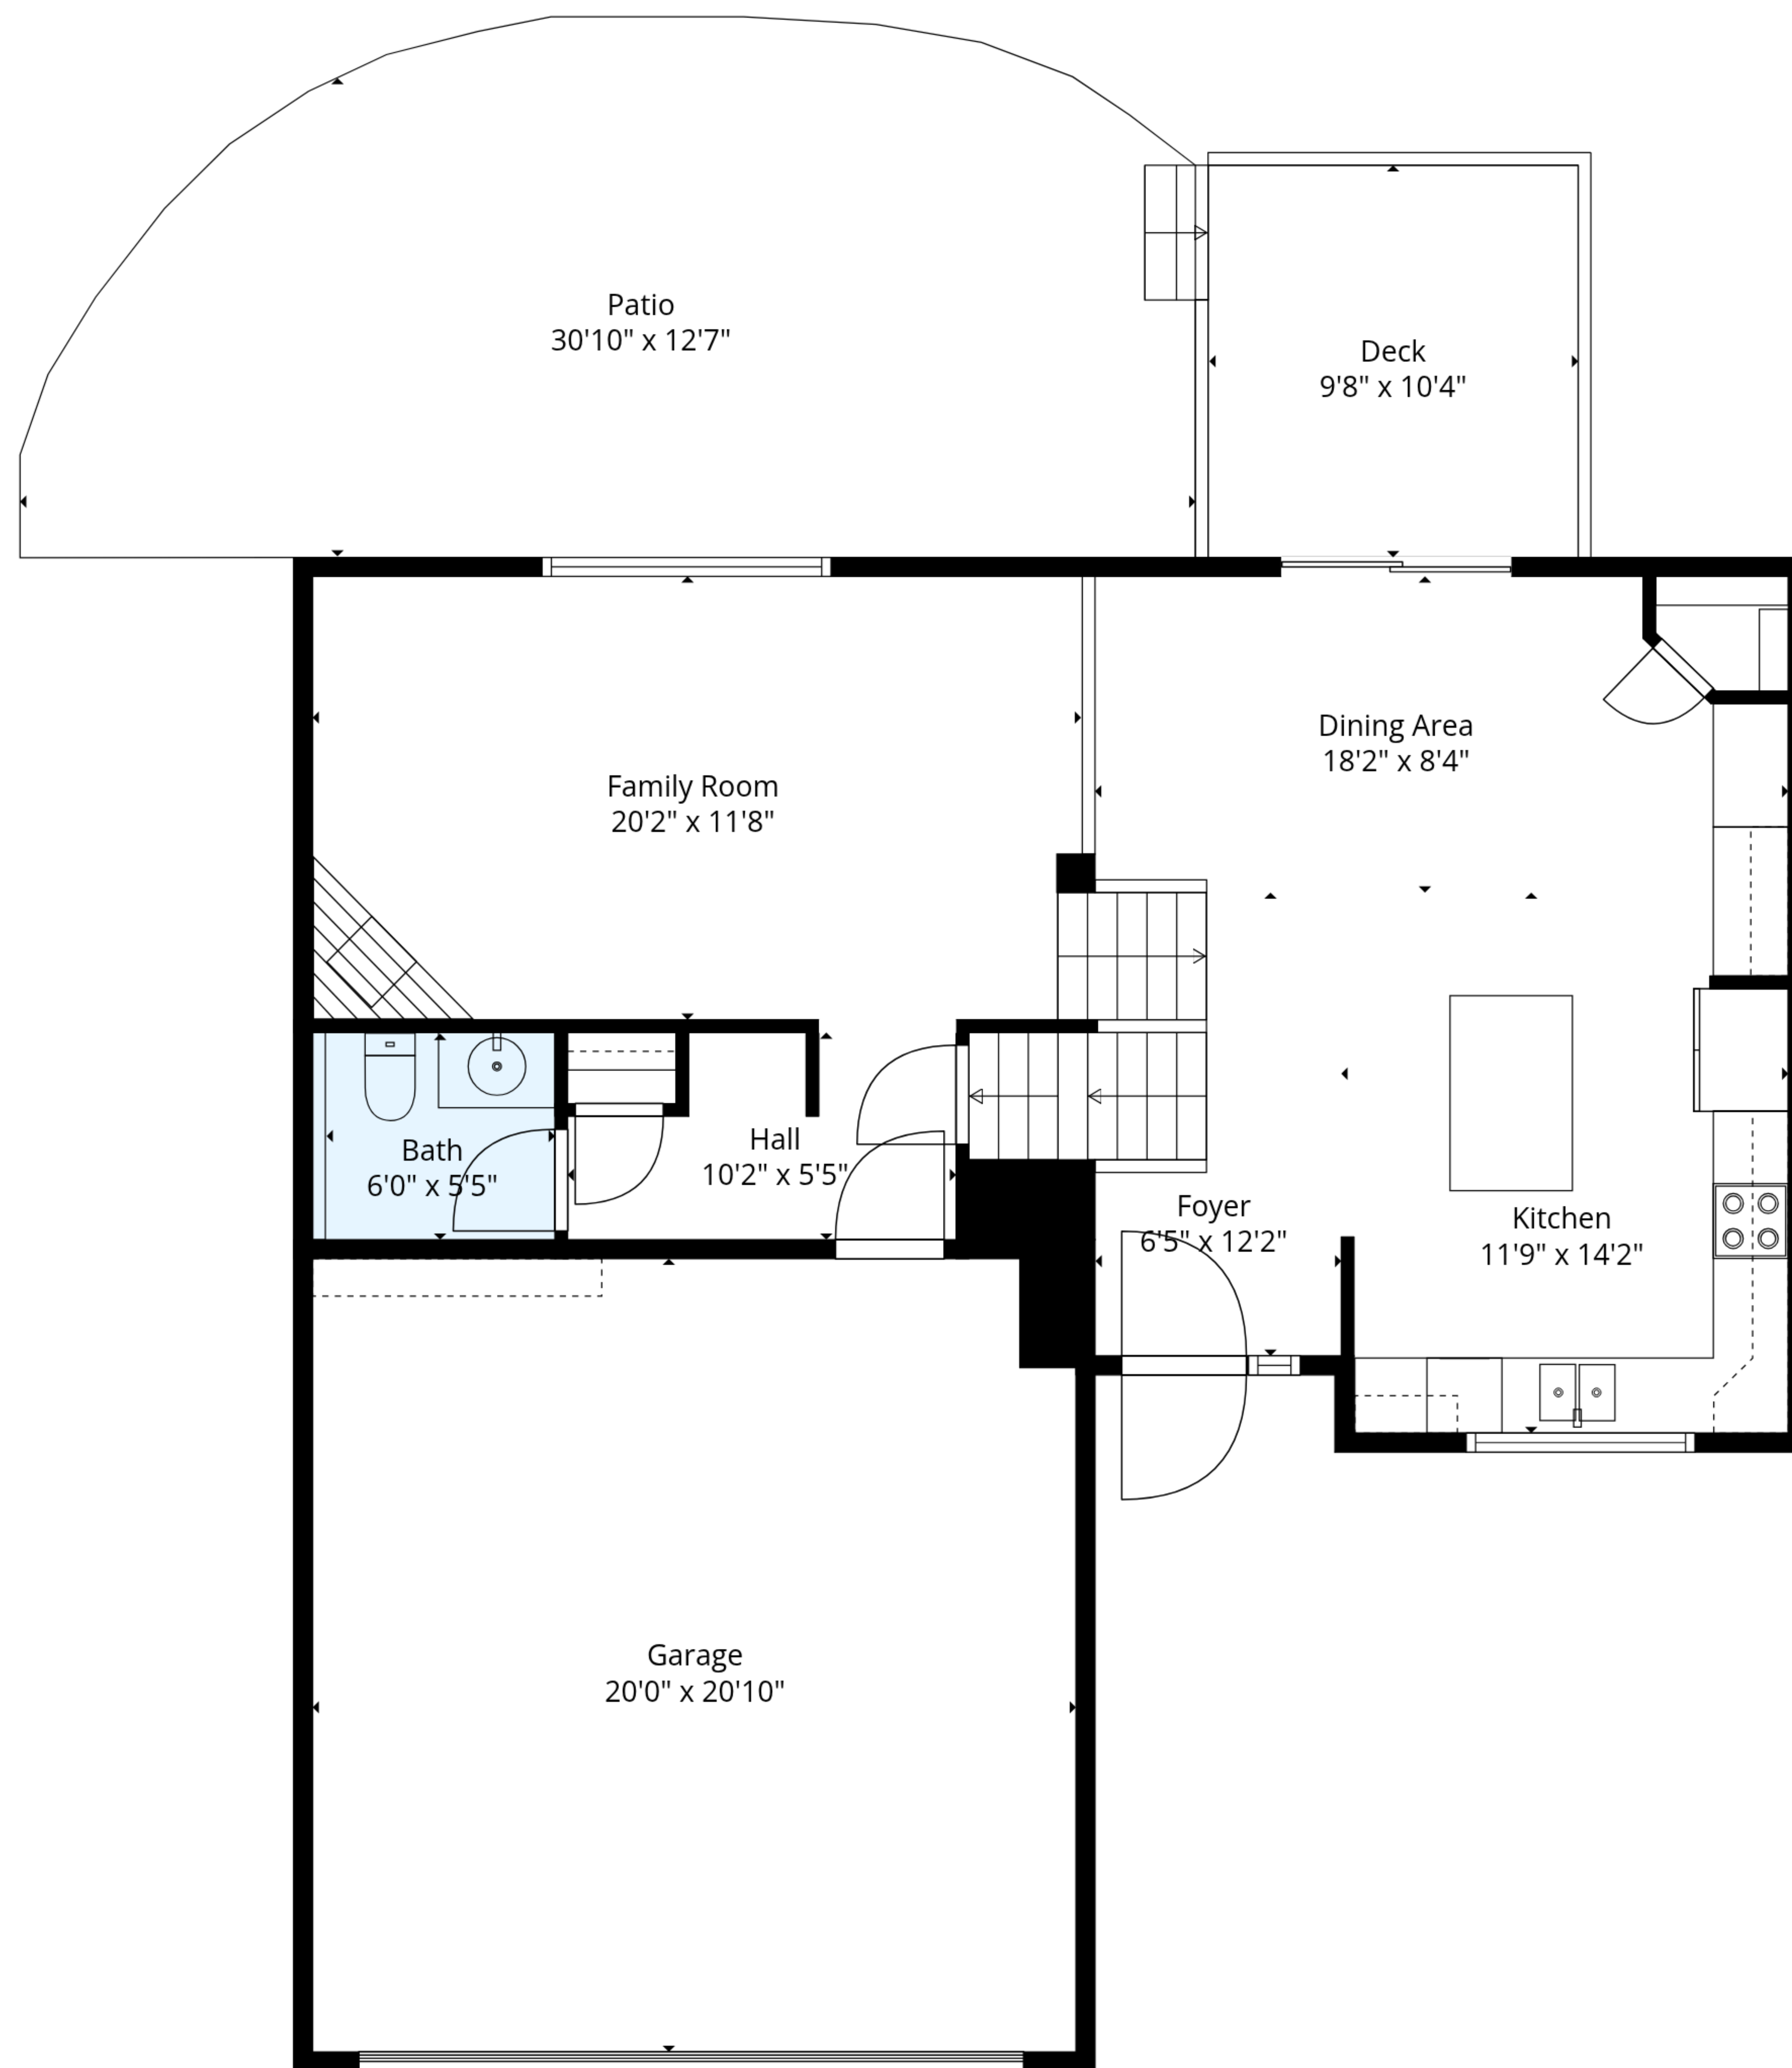 Patio
30'10" x 12'7"
Deck
9'8" x 10'4"
Dining Area
18'2" x 8'4"
Family Room
20'2" x 11'8"
Hall
10'2" x 5'5"
Bath
6'0" x 5'5"
Foyer
6'5" x 12'2"
Kitchen
11'9" x 14'2"
Garage
20'0" x 20'10"